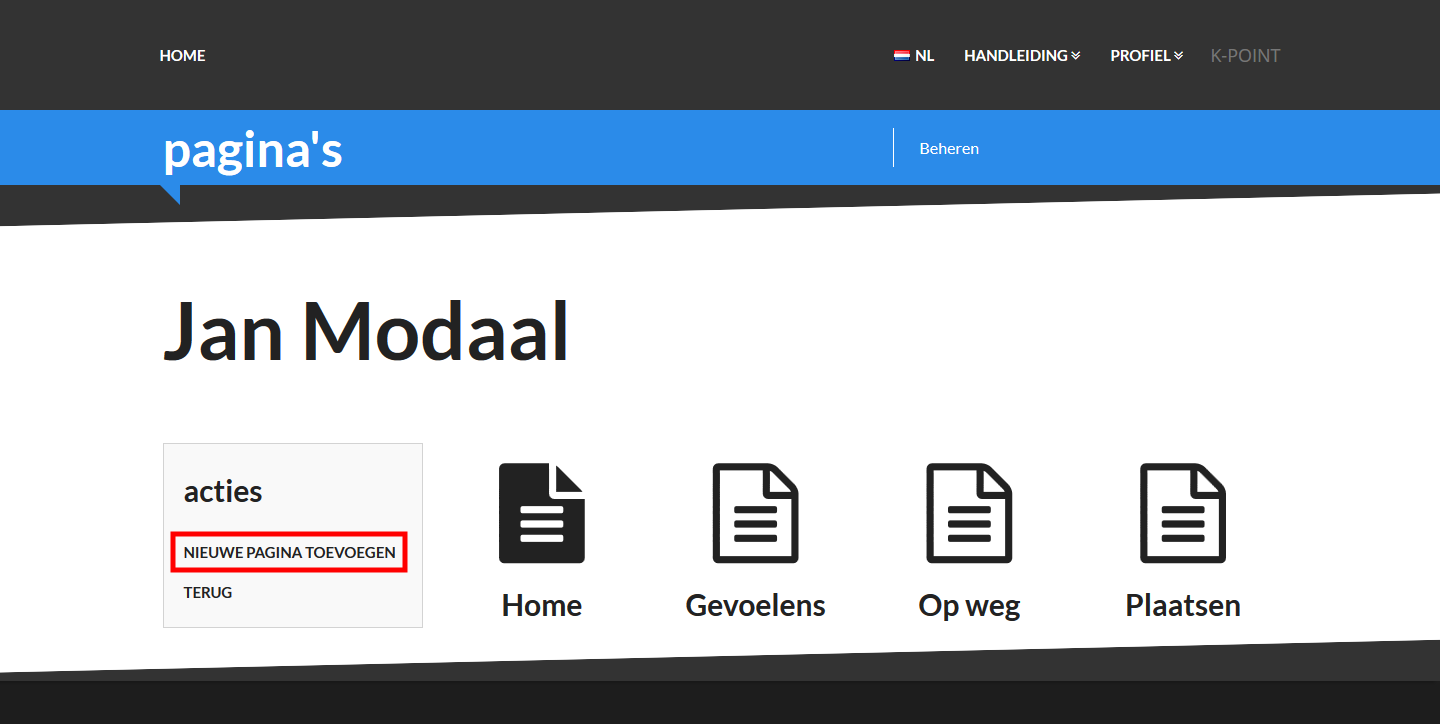 HOME
NL HANDLEIDING PROFIEL K-POINT
pagina's
Beheren
Jan Modaal
acties
NIEUWE PAGINA TOEVOEGEN
TERUG
Home
Gevoelens
Op weg
Plaatsen